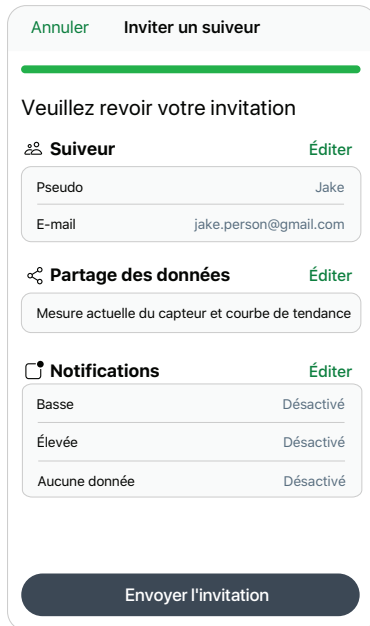 Annuler Inviter un suiveur
Veuillez revoir votre invitation
Suiveur Éditer
Pseudo Jake
E-mail jake.person@gmail.com
Partage des données Éditer
Mesure actuelle du capteur et courbe de tendance
Notifications Éditer
Basse Désactivé
Élevée Désactivé
Aucune donnée Désactivé
Envoyer l'invitation